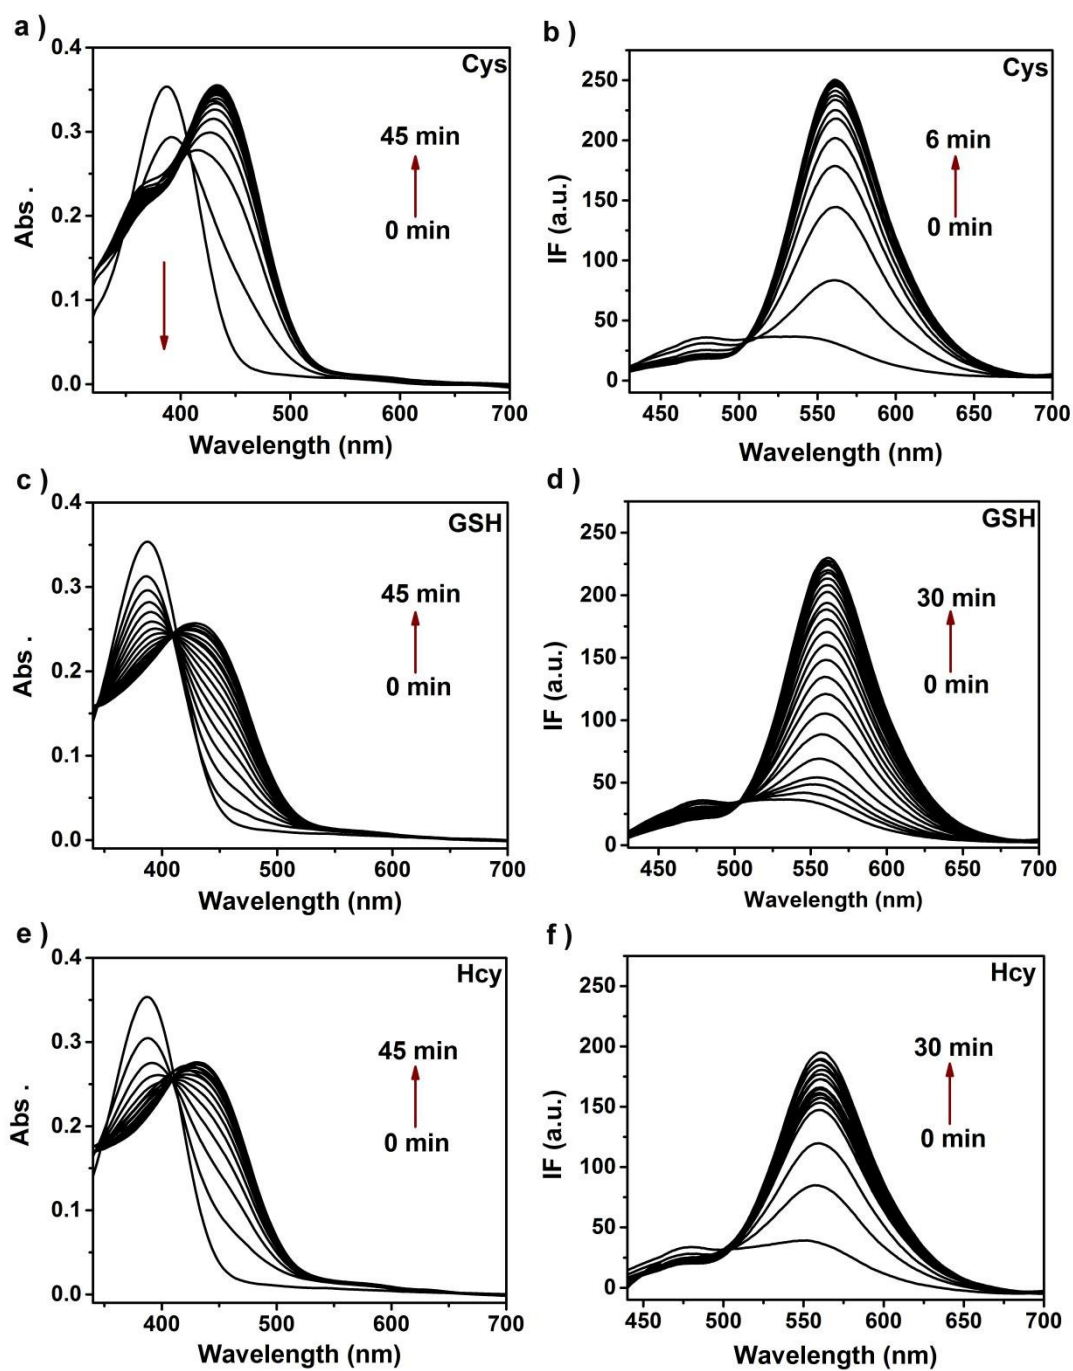 a )
Cys
0.4
0.3
0.2
0.1
0.0
45 min
0 min
Abs .
400 500 600 700
Wavelength (nm)
b )
Cys
250
200
150
100
50
0
6 min
0 min
IF (a.u.)
450 500 550 600 650 700
Wavelength (nm)
c )
GSH
0.4
0.3
0.2
0.1
0.0
45 min
0 min
Abs .
400 500 600 700
Wavelength (nm)
d )
GSH
250
200
150
100
50
0
30 min
0 min
IF (a.u.)
450 500 550 600 650 700
Wavelength (nm)
e )
Hcy
0.4
0.3
0.2
0.1
0.0
45 min
0 min
Abs .
400 500 600 700
Wavelength (nm)
f )
Hcy
250
200
150
100
50
0
30 min
0 min
IF (a.u.)
450 500 550 600 650 700
Wavelength (nm)